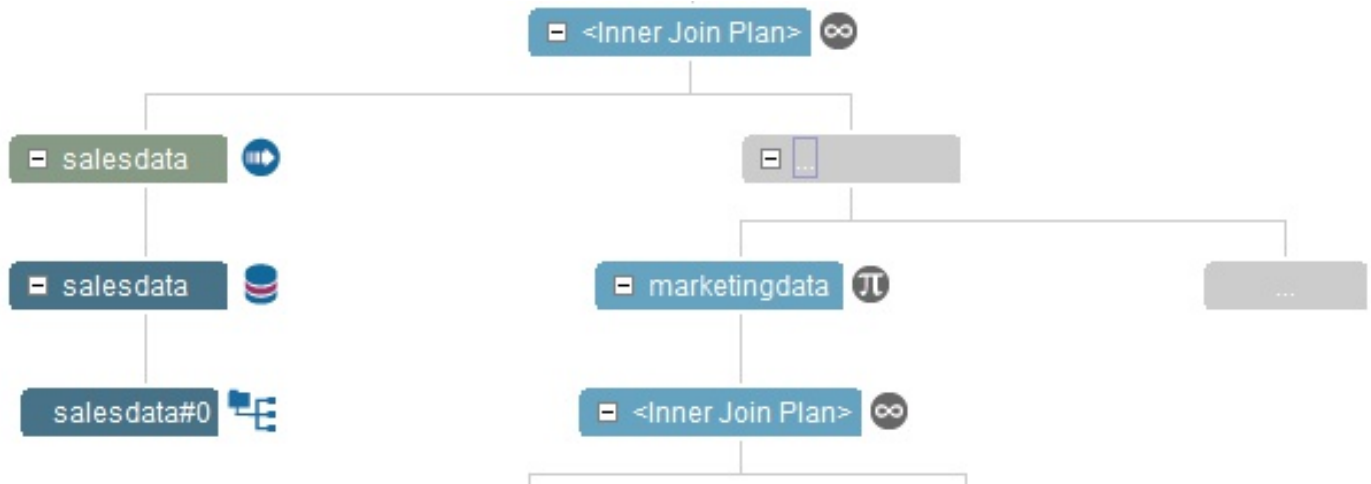 <Inner Join Plan>
salesdata
...
salesdata
marketingdata
...
salesdata#0
<Inner Join Plan>